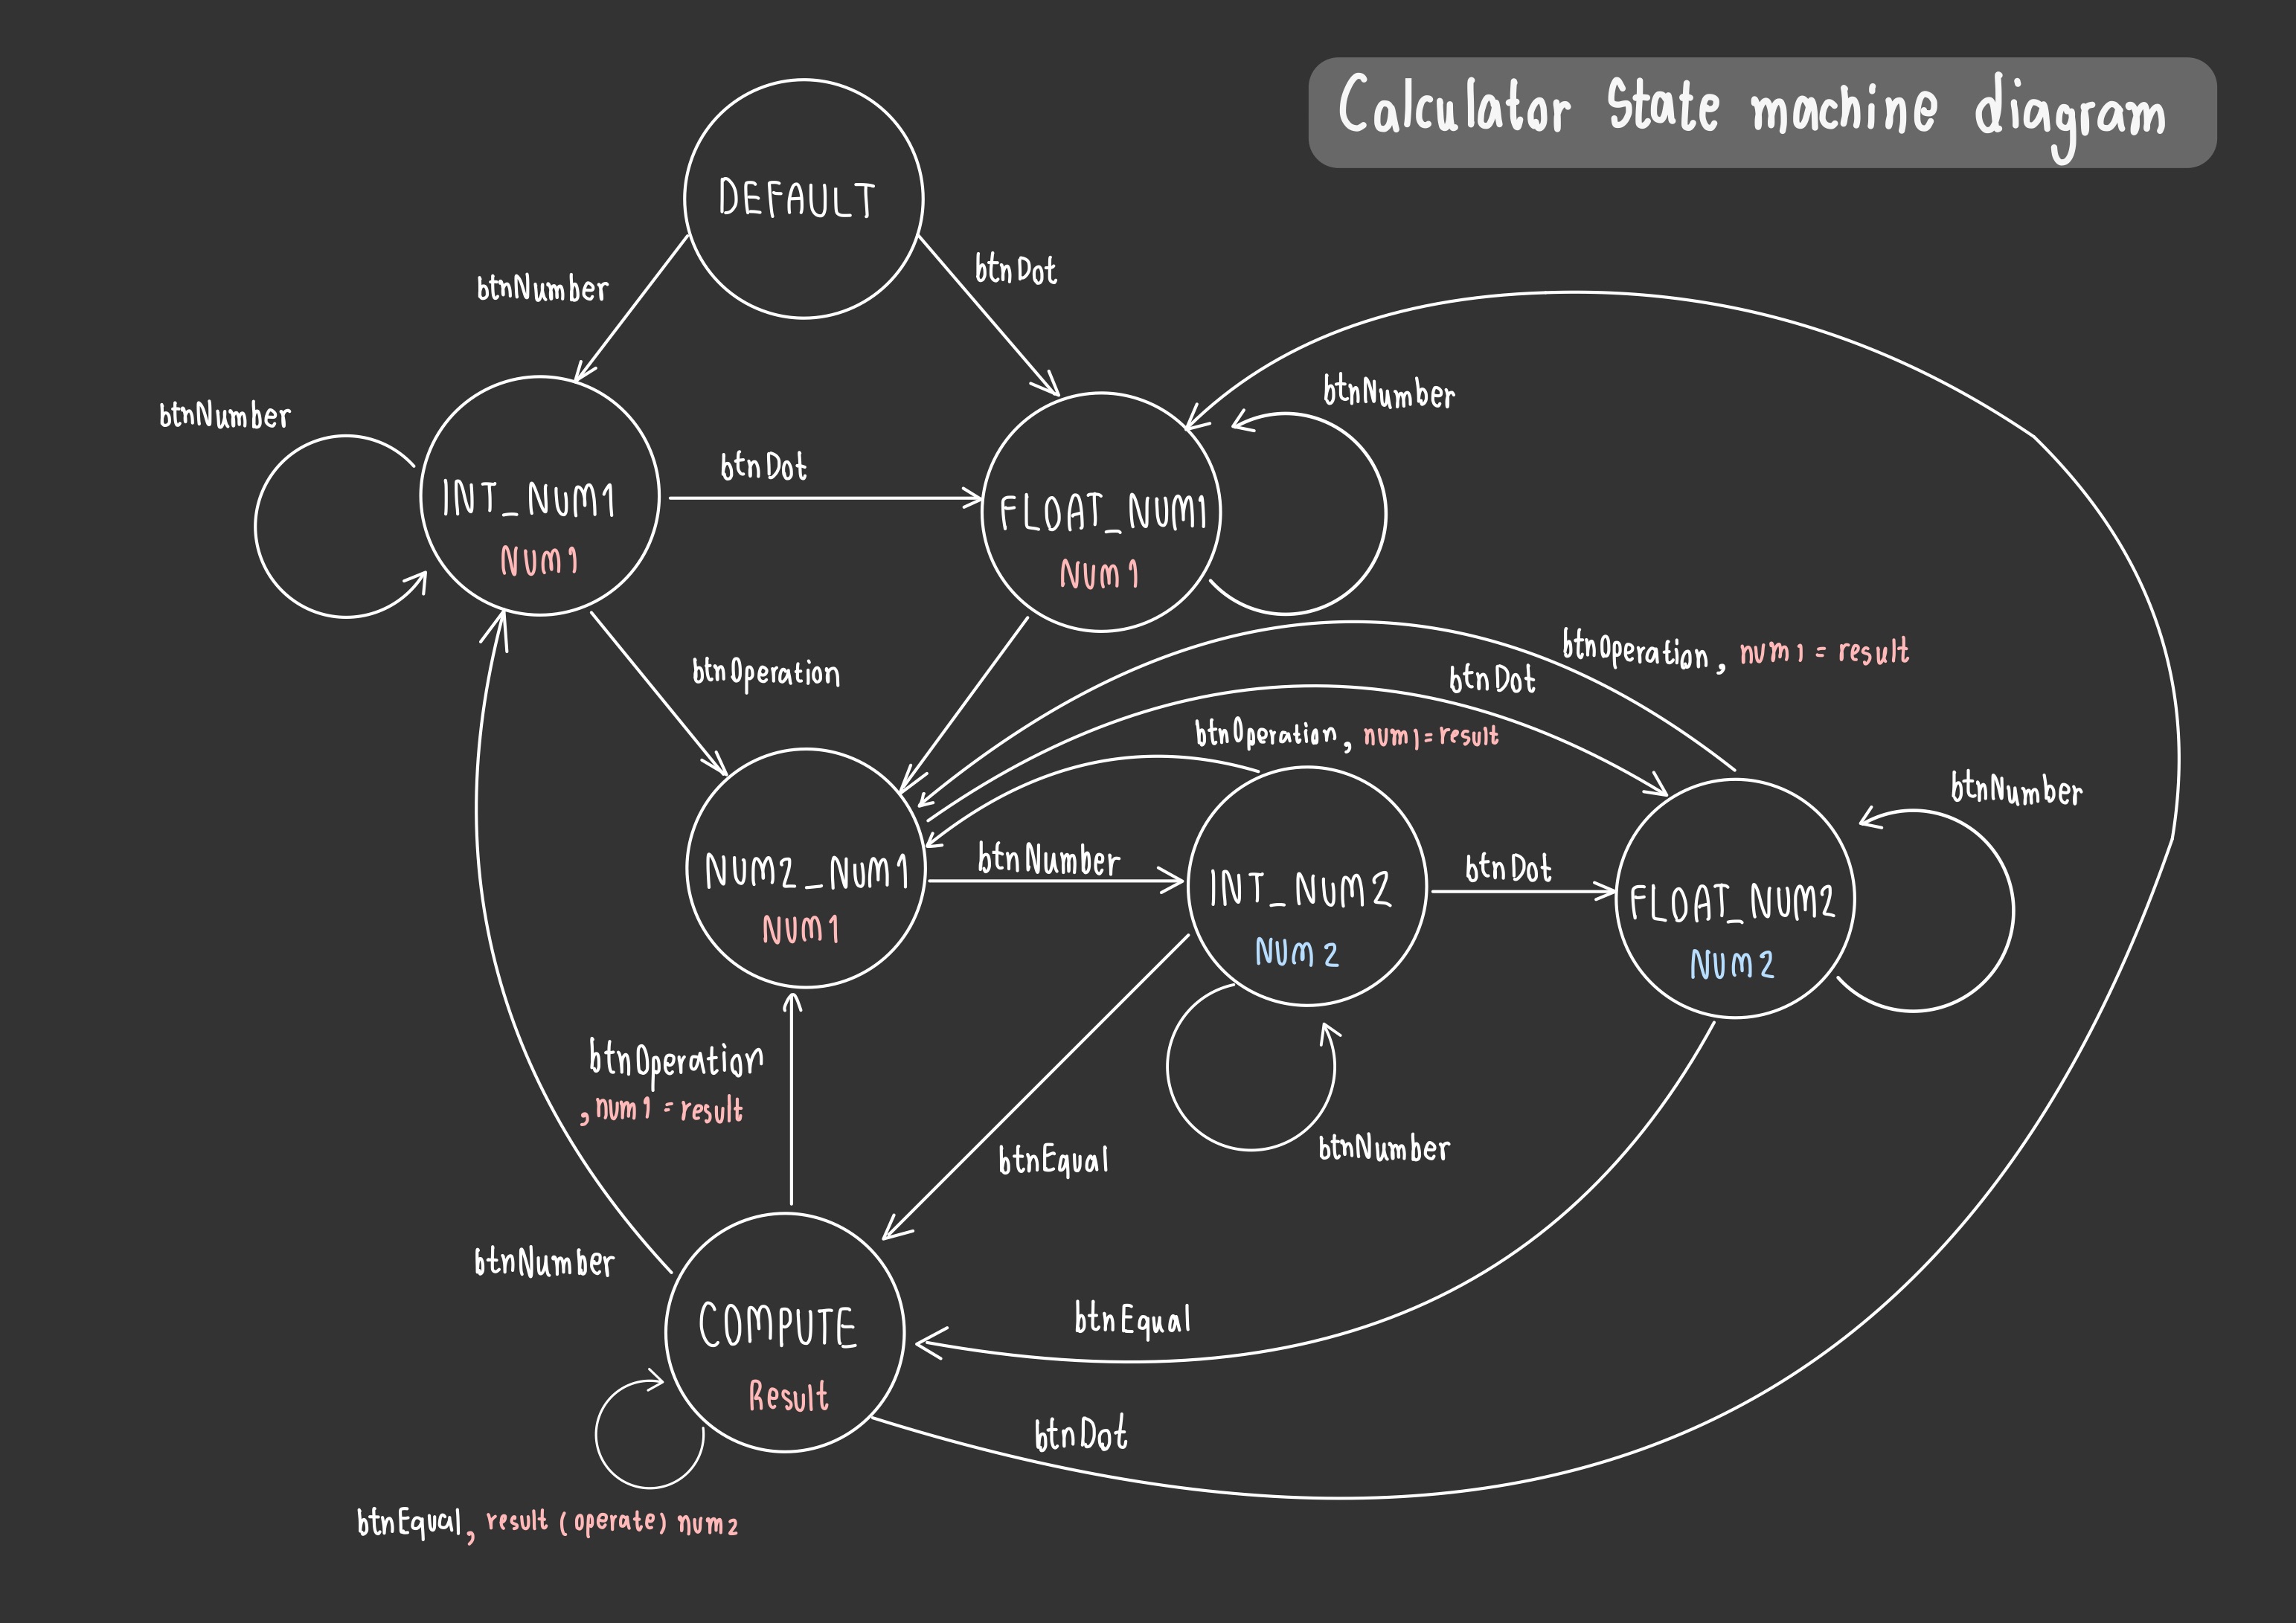 Calculator State machine diagram
DEFAULT
btnNumber
btnDot
btnNumber
btnNumber
INT_NUM1
NUM1
btnDot
FLOAT_NUM1
NUM1
btnOperation
btnOperation, num1 = result
btnDot
btnOperation, num1 = result
btnNumber
NUM2_NUM1
NUM1
btnNumber
INT_NUM2
NUM2
btnDot
FLOAT_NUM2
NUM2
btnOperation
, num1 = result
btnEqual
btnNumber
btnNumber
COMPUTE
Result
btnEqual
btnDot
btnEqual, result (operate) num2